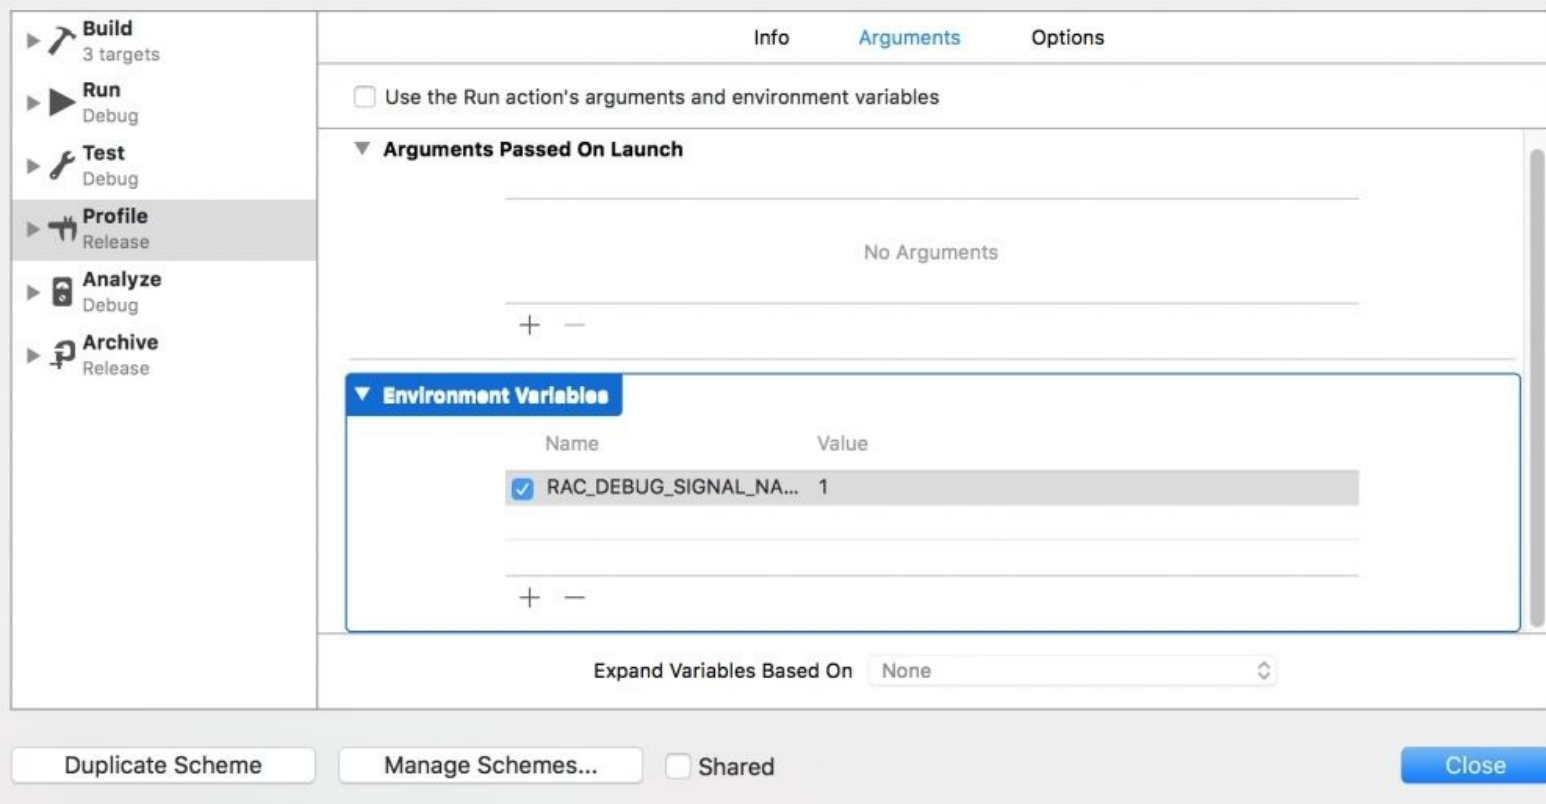 Build
3 targets
Run
Debug
Test
Debug
Profile
Release
Analyze
Debug
Archive
Release
Info Arguments Options
Use the Run action's arguments and environment variables
Arguments Passed On Launch
No Arguments
Environment Variables
Name Value
RAC_DEBUG_SIGNAL_NA... 1
Expand Variables Based On None
Duplicate Scheme Manage Schemes... Shared Close